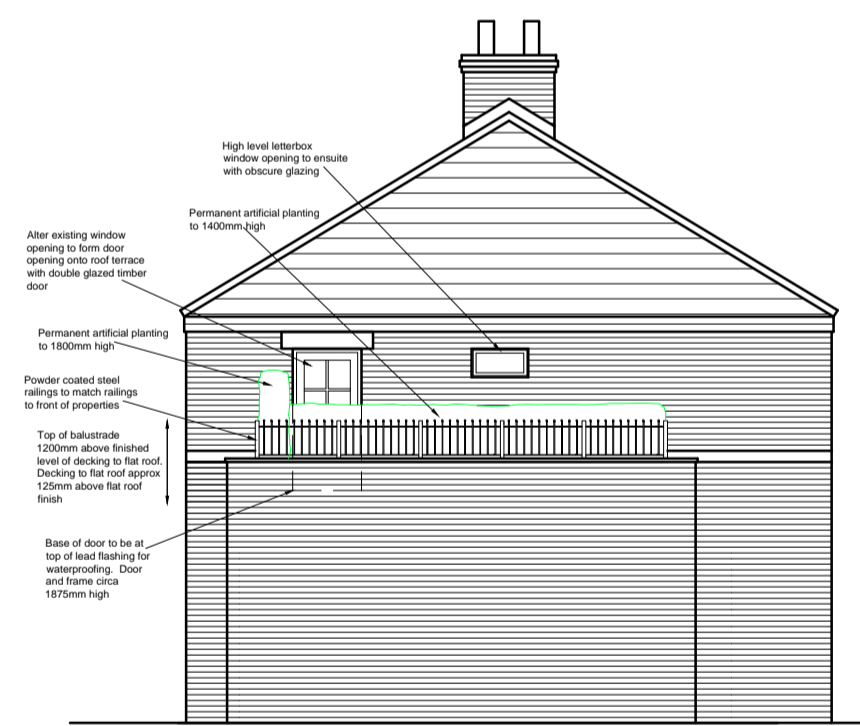 High level letterbox
window opening to ensuite
with obscure glazing
Permanent artificial planting
to 1400mm high
Alter existing window
opening to form door
opening onto roof terrace
with double glazed timber
door
Permanent artificial planting
to 1800mm high
Powder coated steel
railings to match railings
to front of properties
Top of balustrade
1200mm above finished
level of decking to flat roof.
Decking to flat roof approx
125mm above flat roof
finish
Base of door to be at
top of lead flashing for
waterproofing. Door
and frame circa
1875mm high